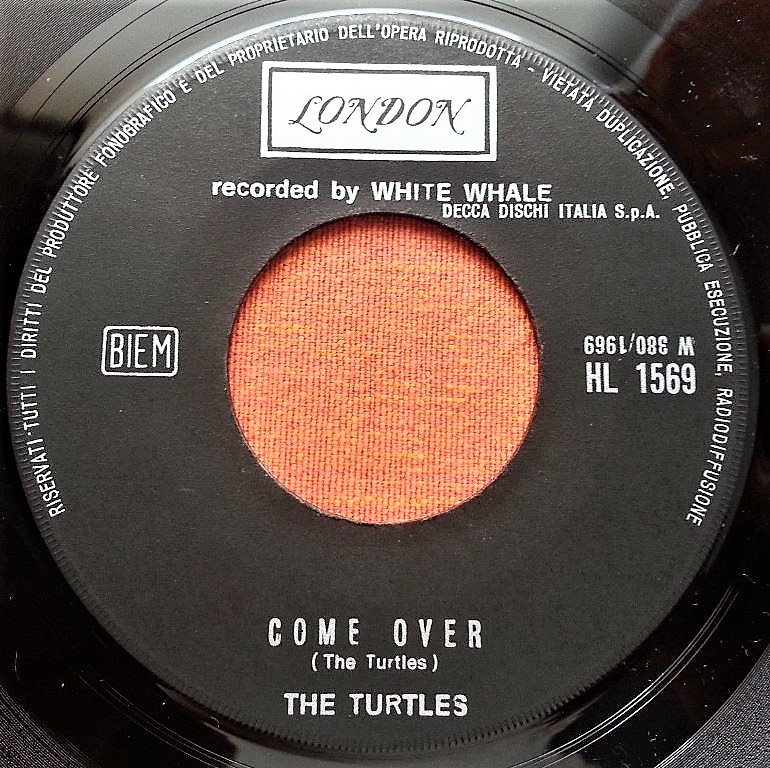 RISERVATI TUTTI I DIRITTI DEL PRODUTTORE FONOGRAFICO E DEL PROPRIETARIO DELL'OPERA RIPRODOTTA - VIETATA DUPLICAZIONE, PUBBLICA ESECUZIONE, RADIODIFFUSIONE
LONDON
recorded by WHITE WHALE
DECCA DISCHI ITALIA S.p.A.
BIEM
W 380/1969
HL 1569
COME OVER
(The Turtles)
THE TURTLES